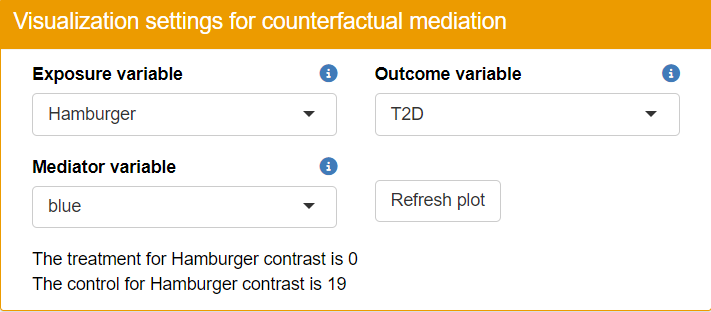 Visualization settings for counterfactual mediation
Exposure variable
Outcome variable
Hamburger
T2D
Mediator variable
blue
Refresh plot
The treatment for Hamburger contrast is 0
The control for Hamburger contrast is 19